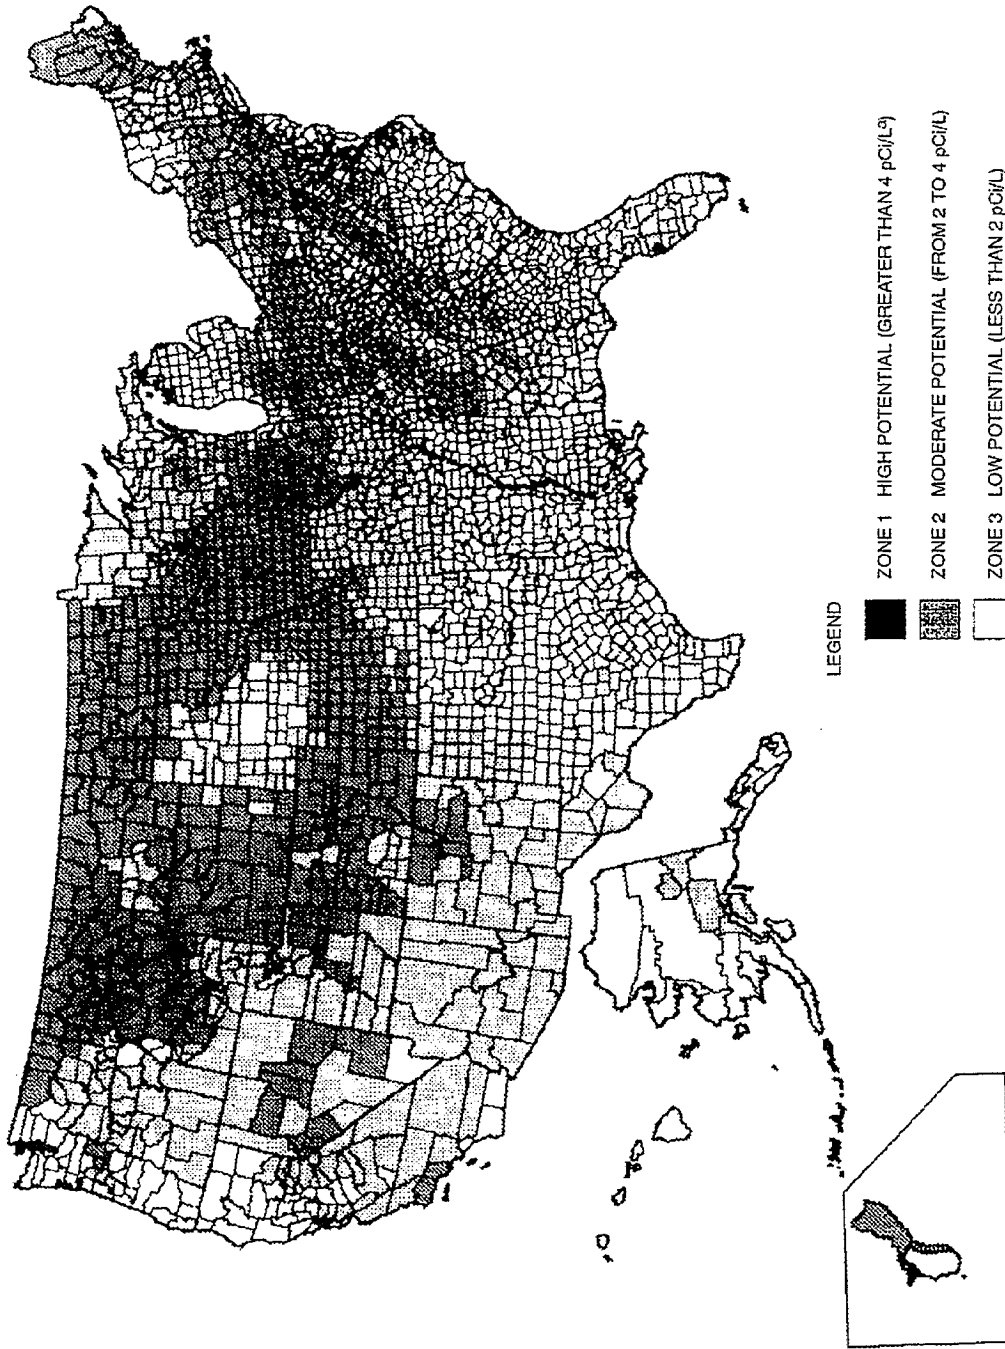 LEGEND
ZONE 1 HIGH POTENTIAL (GREATER THAN 4 pCi/Lª)
ZONE 2 MODERATE POTENTIAL (FROM 2 TO 4 pCi/L)
ZONE 3 LOW POTENTIAL (LESS THAN 2 pCi/L)